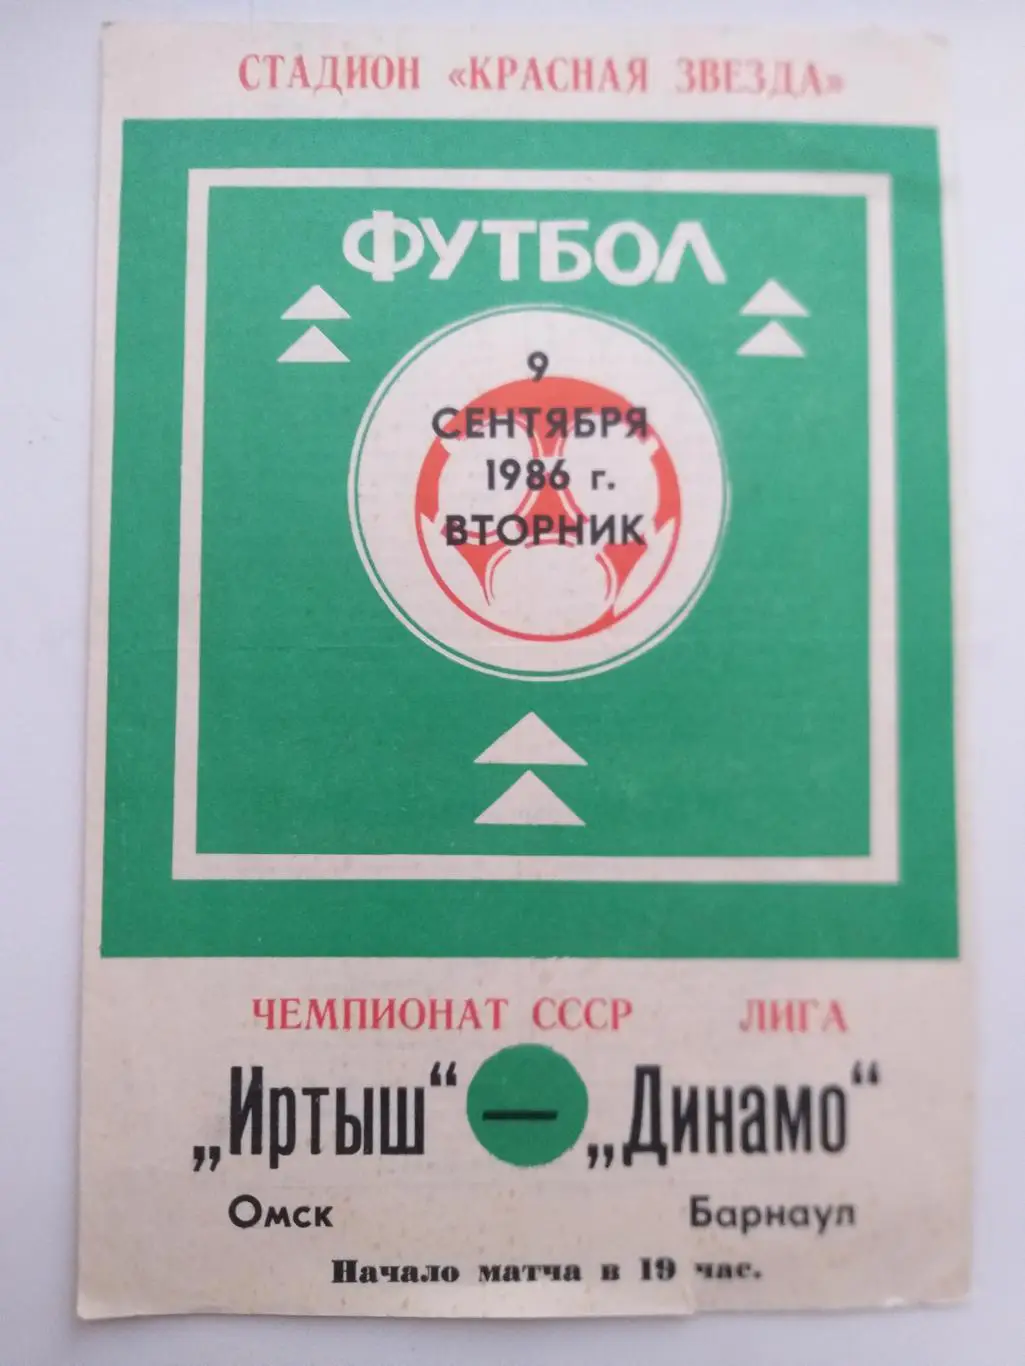 СТАДИОН «КРАСНАЯ ЗВЕЗДА»
ФУТБОЛ
9
СЕНТЯБРЯ
1986 г.
ВТОРНИК
ЧЕМПИОНАТ СССР ЛИГА
„Иртыш“ — „Динамо“
Омск Барнаул
Начало матча в 19 час.